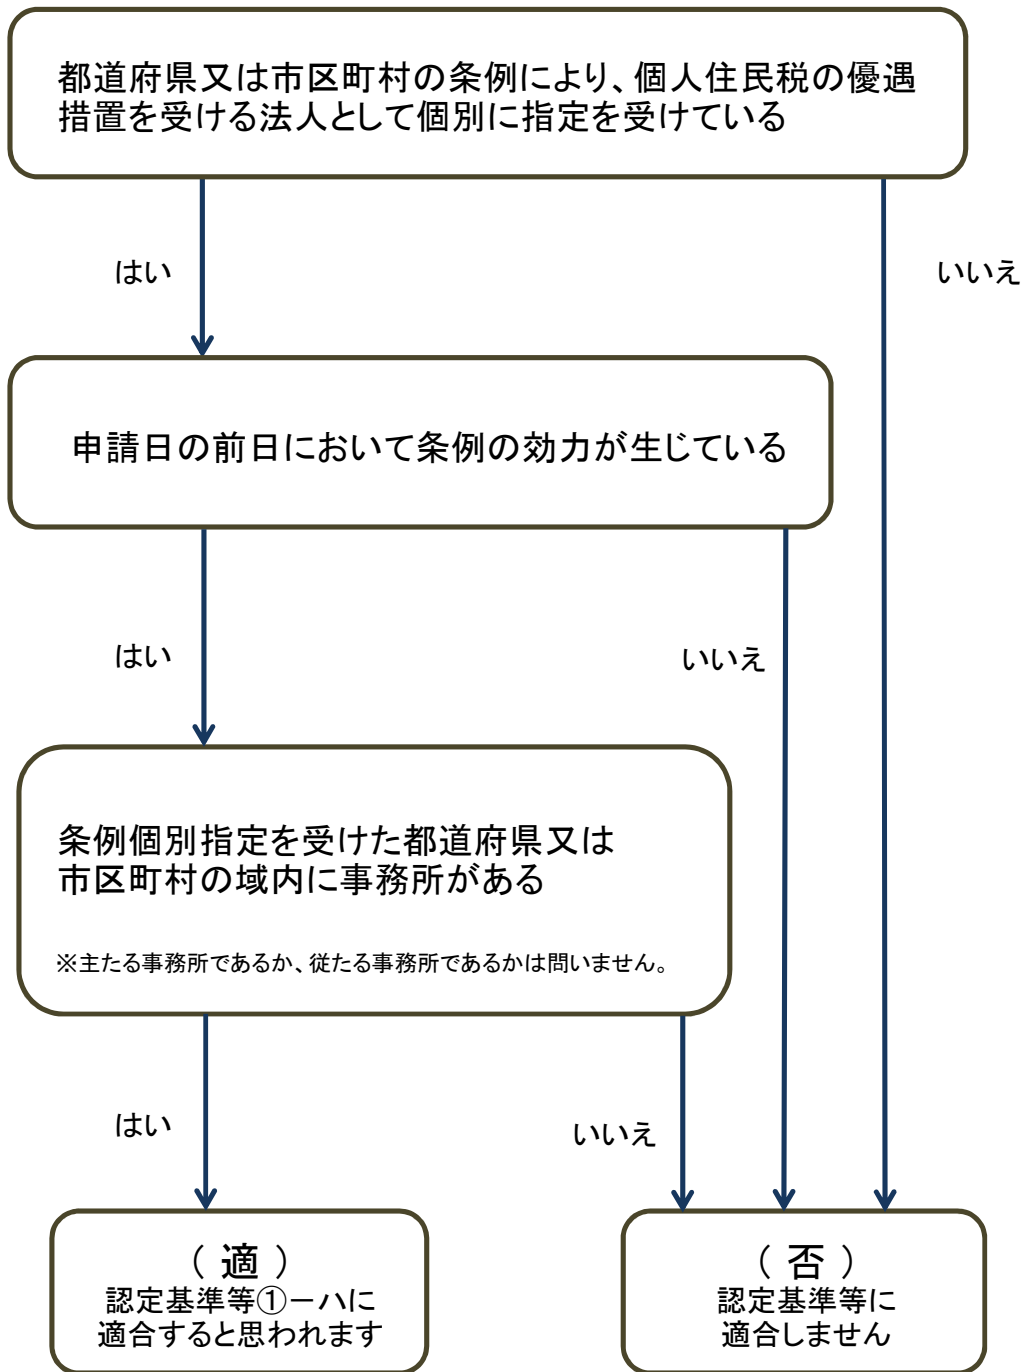 都道府県又は市区町村の条例により、個人住民税の優遇
措置を受ける法人として個別に指定を受けている
はい
いいえ
申請日の前日において条例の効力が生じている
はい
いいえ
条例個別指定を受けた都道府県又は
市区町村の域内に事務所がある
※主たる事務所であるか、従たる事務所であるかは問いません。
はい
いいえ
（ 適 ）
認定基準等①－ハに
適合すると思われます
（ 否 ）
認定基準等に
適合しません